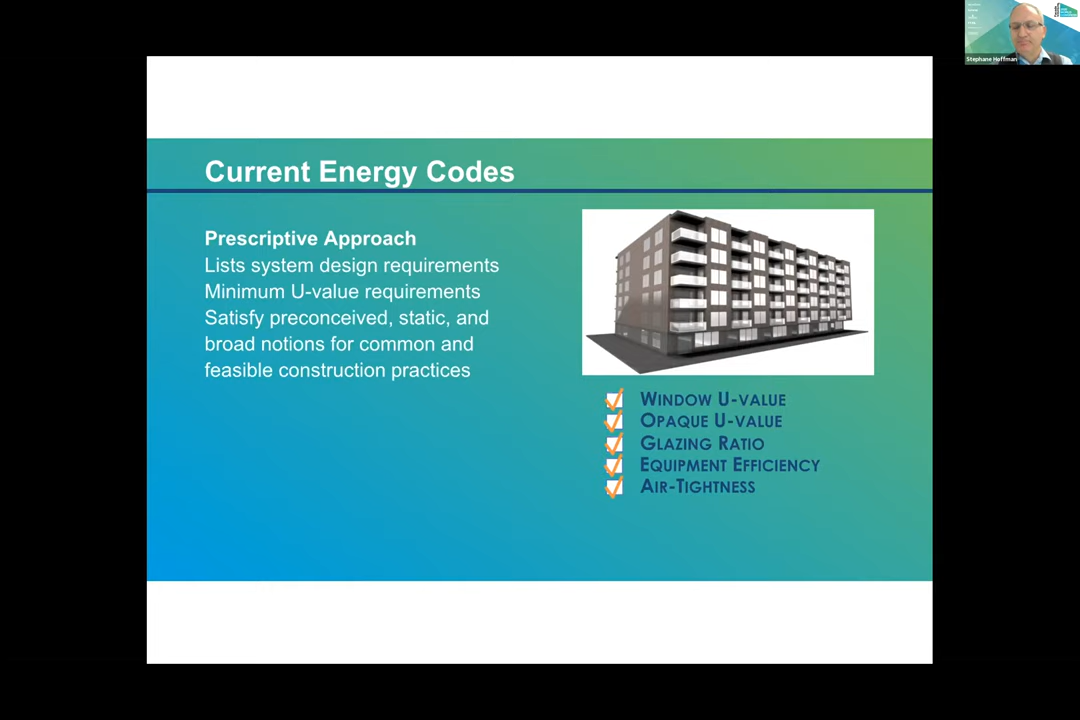 Stephane Hoffman
Current Energy Codes
Prescriptive Approach
Lists system design requirements
Minimum U-value requirements
Satisfy preconceived, static, and
broad notions for common and
feasible construction practices
WINDOW U-VALUE
OPAQUE U-VALUE
GLAZING RATIO
EQUIPMENT EFFICIENCY
AIR-TIGHTNESS